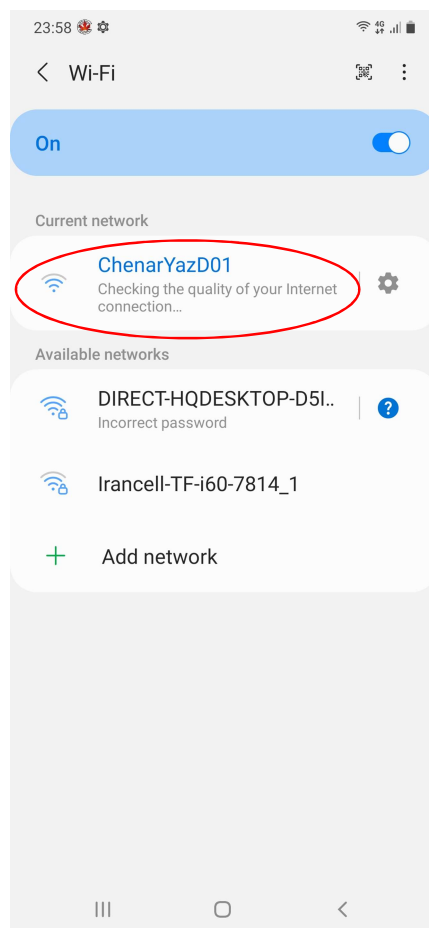 23:58
4G
Wi-Fi
On
Current network
ChenarYazD01
Checking the quality of your Internet
connection...
Available networks
DIRECT-HQDESKTOP-D5I..
Incorrect password
?
Irancell-TF-i60-7814_1
Add network